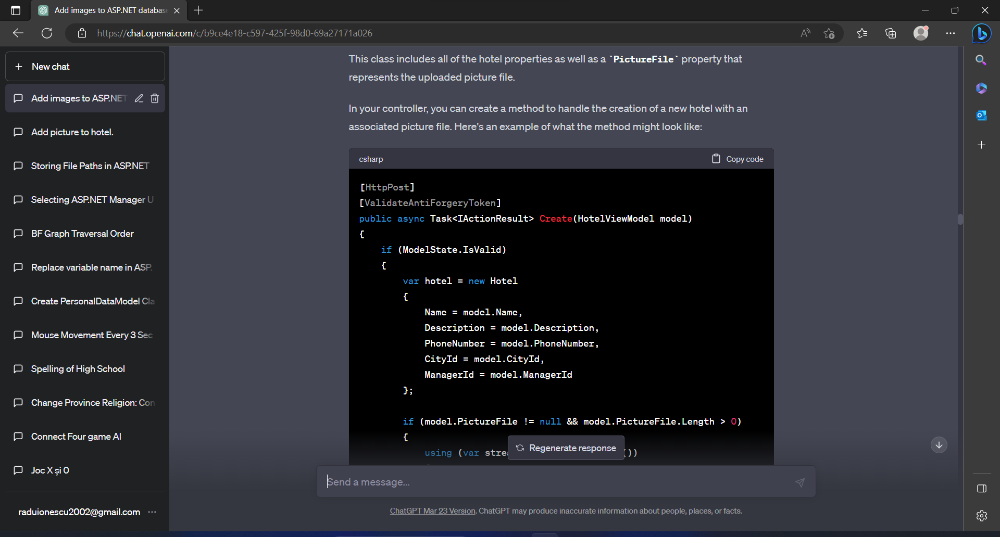 Add images to ASP.NET databas
https://chat.openai.com/c/b9ce4e18-c597-425f-98d0-69a27171a026
New chat
Add images to ASP.NET
Add picture to hotel.
Storing File Paths in ASP.NET
Selecting ASP.NET Manager U
BF Graph Traversal Order
Replace variable name in ASP.
Create PersonalDataModel Cla
Mouse Movement Every 3 Sec
Spelling of High School
Change Province Religion: Con
Connect Four game AI
Joc X și 0
raduionescu2002@gmail.com
This class includes all of the hotel properties as well as a `PictureFile` property that
represents the uploaded picture file.
In your controller, you can create a method to handle the creation of a new hotel with an
associated picture file. Here's an example of what the method might look like:
csharp
Copy code
[HttpPost]
[ValidateAntiForgeryToken]
public async Task<IActionResult> Create(HotelViewModel model)
{
if (ModelState.IsValid)
{
var hotel = new Hotel
{
Name = model.Name,
Description = model.Description,
PhoneNumber = model.PhoneNumber,
CityId = model.CityId,
ManagerId = model.ManagerId
};
if (model.PictureFile != null && model.PictureFile.Length > 0)
{
using (var strea ())
Regenerate response
Send a message...
ChatGPT Mar 23 Version. ChatGPT may produce inaccurate information about people, places, or facts.